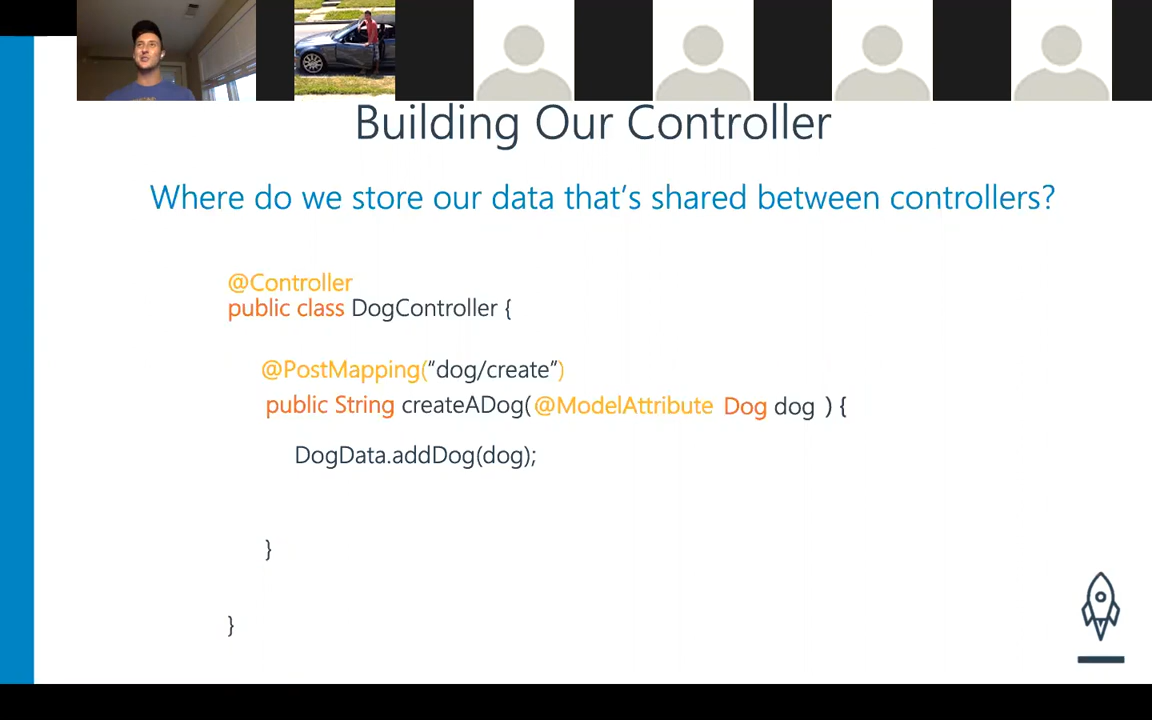 Building Our Controller
Where do we store our data that’s shared between controllers?
@Controller
public class DogController {
@PostMapping(“dog/create”)
public String createADog(@ModelAttribute Dog dog ) {
DogData.addDog(dog);
}
}